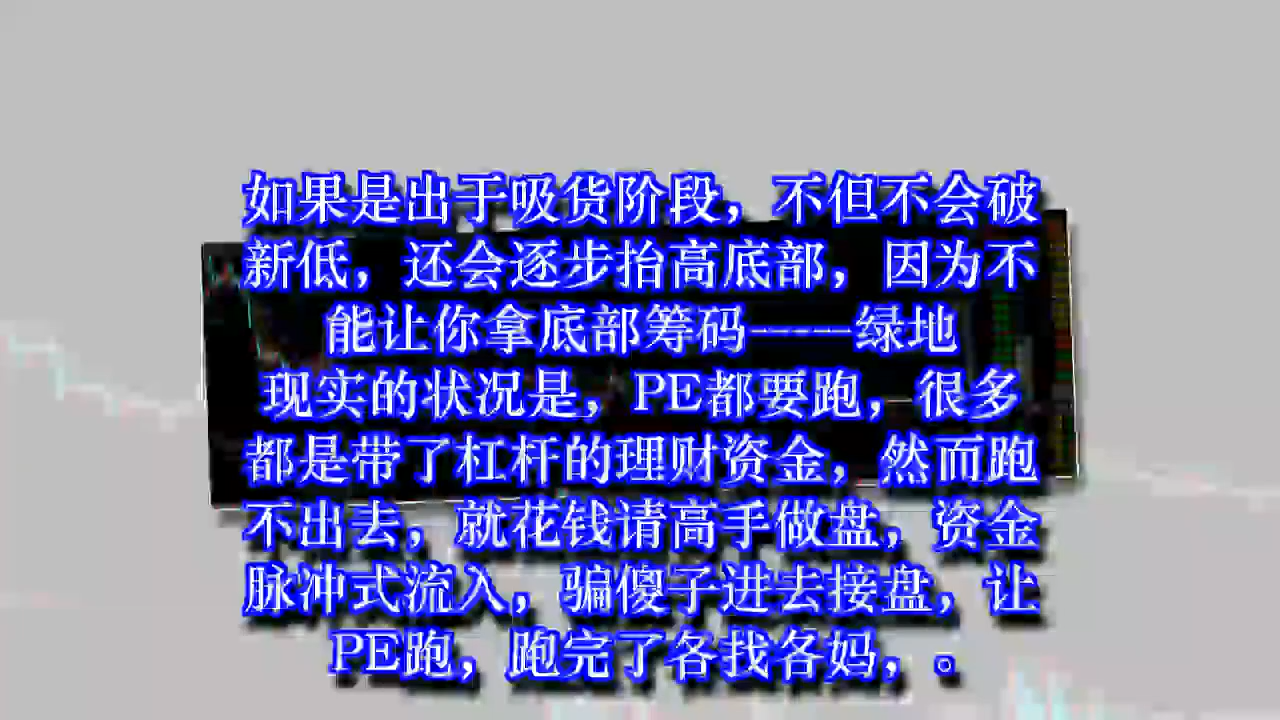 如果是出于吸货阶段，不但不会破
新低，还会逐步抬高底部，因为不
能让你拿底部筹码-----绿地
现实的状况是，PE都要跑，很多
都是带了杠杆的理财资金，然而跑
不出去，就花钱请高手做盘，资金
脉冲式流入，骗傻子进去接盘，让
PE跑，跑完了各找各妈，。